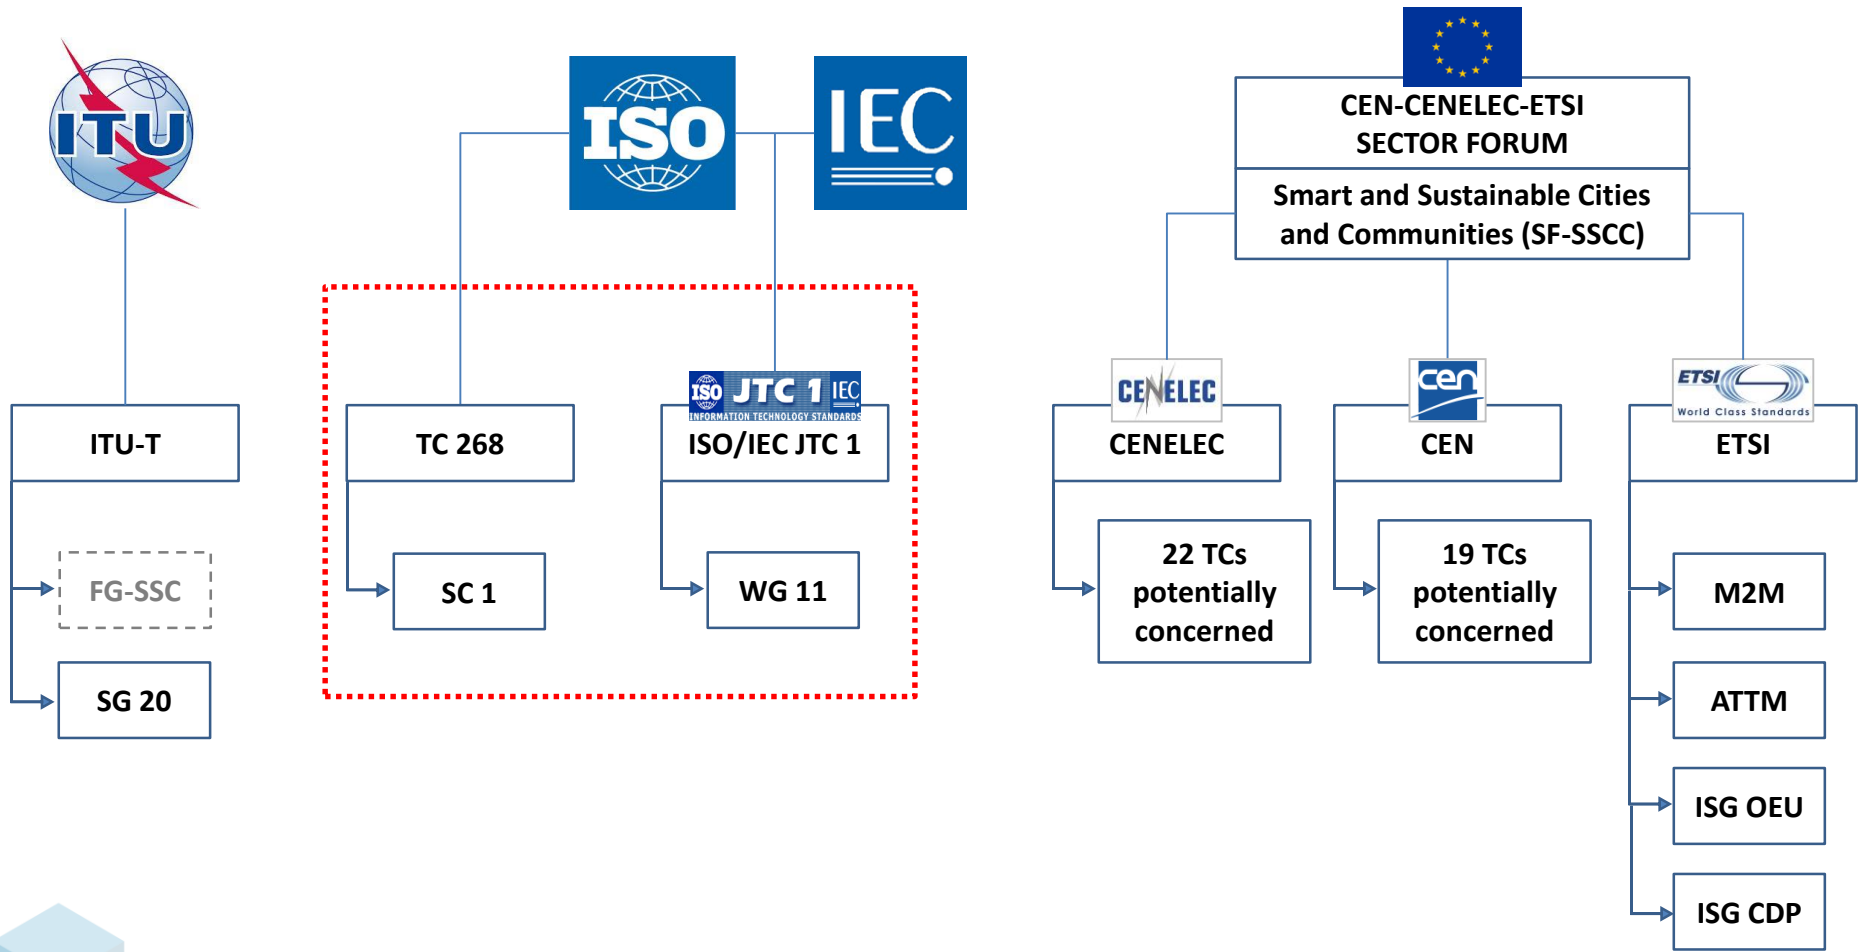 ITU
ISO
IEC
CEN-CENELEC-ETSI
SECTOR FORUM
Smart and Sustainable Cities
and Communities (SF-SSCC)
ISO JTC 1 IEC
INFORMATION TECHNOLOGY STANDARDS
CENELEC
cen
ETSI
World Class Standards
ITU-T
TC 268
ISO/IEC JTC 1
CENELEC
CEN
ETSI
FG-SSC
SG 20
SC 1
WG 11
22 TCs
potentially
concerned
19 TCs
potentially
concerned
M2M
ATTM
ISG OEU
ISG CDP